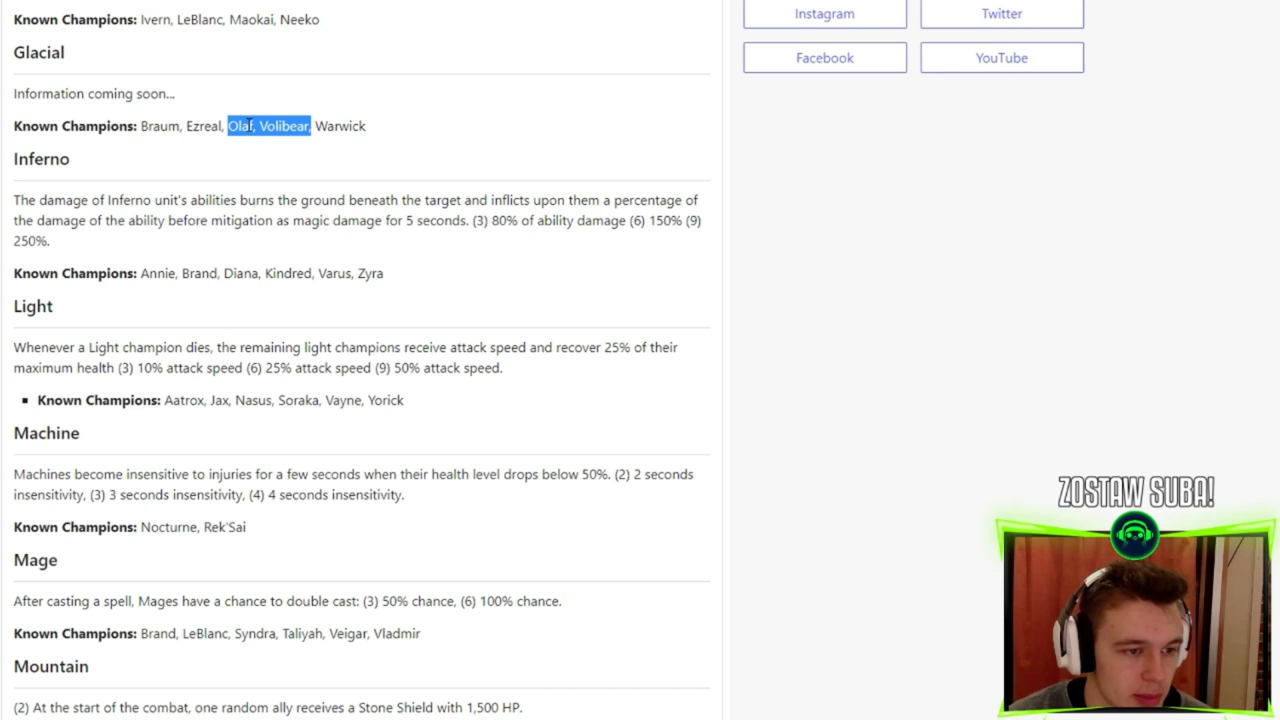 Known Champions: Ivern, LeBlanc, Maokai, Neeko
Instagram
Twitter
Glacial
Facebook
YouTube
Information coming soon...
Known Champions: Braum, Ezreal, Olaf, Volibear, Warwick
Inferno
The damage of Inferno unit's abilities burns the ground beneath the target and inflicts upon them a percentage of
the damage of the ability before mitigation as magic damage for 5 seconds. (3) 80% of ability damage (6) 150% (9)
250%.
Known Champions: Annie, Brand, Diana, Kindred, Varus, Zyra
Light
Whenever a Light champion dies, the remaining light champions receive attack speed and recover 25% of their
maximum health (3) 10% attack speed (6) 25% attack speed (9) 50% attack speed.
▪ Known Champions: Aatrox, Jax, Nasus, Soraka, Vayne, Yorick
Machine
Machines become insensitive to injuries for a few seconds when their health level drops below 50%. (2) 2 seconds
insensitivity, (3) 3 seconds insensitivity, (4) 4 seconds insensitivity.
Known Champions: Nocturne, Rek'Sai
Mage
After casting a spell, Mages have a chance to double cast: (3) 50% chance, (6) 100% chance.
Known Champions: Brand, LeBlanc, Syndra, Taliyah, Veigar, Vladmir
Mountain
(2) At the start of the combat, one random ally receives a Stone Shield with 1,500 HP.
ZOSTAW SUBA!